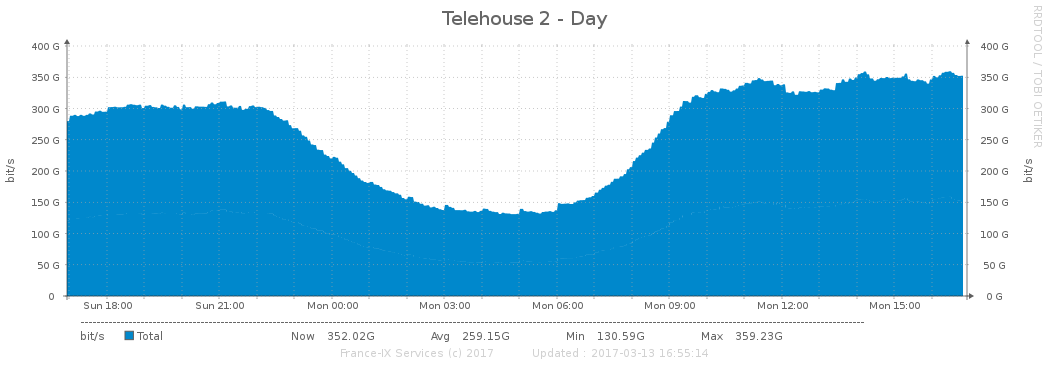 Telehouse 2 - Day
RRDTOOL / TOBI OETIKER
400 G 400 G
350 G 350 G
300 G 300 G
250 G 250 G
200 G 200 G
150 G 150 G
100 G 100 G
50 G 50 G
0 0 G
bit/s bit/s
Sun 18:00 Sun 21:00 Mon 00:00 Mon 03:00 Mon 06:00 Mon 09:00 Mon 12:00 Mon 15:00
bit/s Total Now 352.02G Avg 259.15G Min 130.59G Max 359.23G
France-IX Services (c) 2017 Updated : 2017-03-13 16:55:14